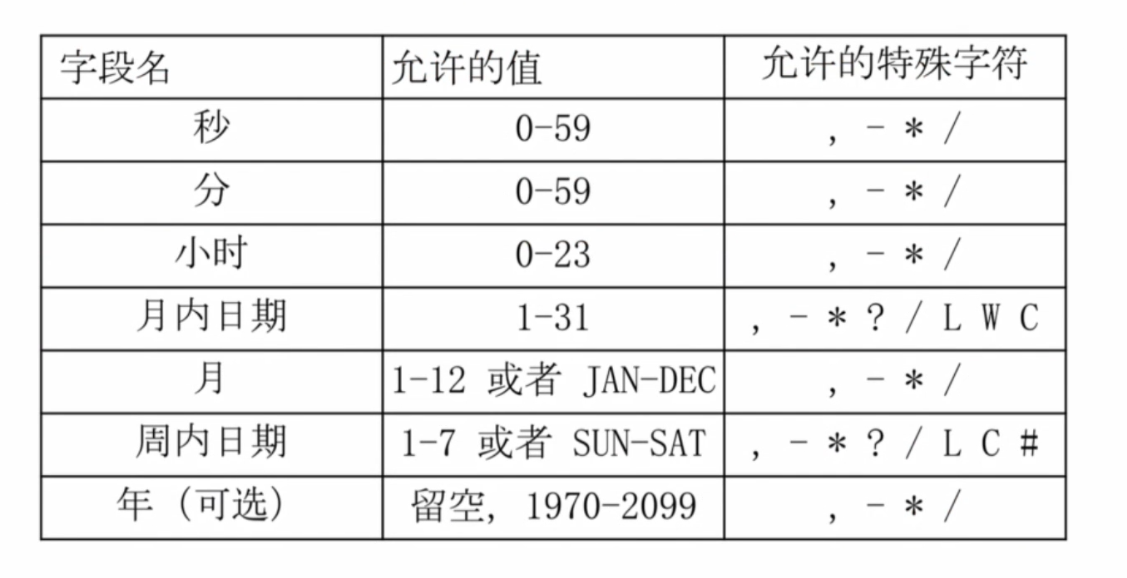 字段名 允许的值 允许的特殊字符
秒 0-59 , - * /
分 0-59 , - * /
小时 0-23 , - * /
月内日期 1-31 , - * ? / L W C
月 1-12 或者 JAN-DEC , - * /
周内日期 1-7 或者 SUN-SAT , - * ? / L C #
年（可选） 留空, 1970-2099 , - * /